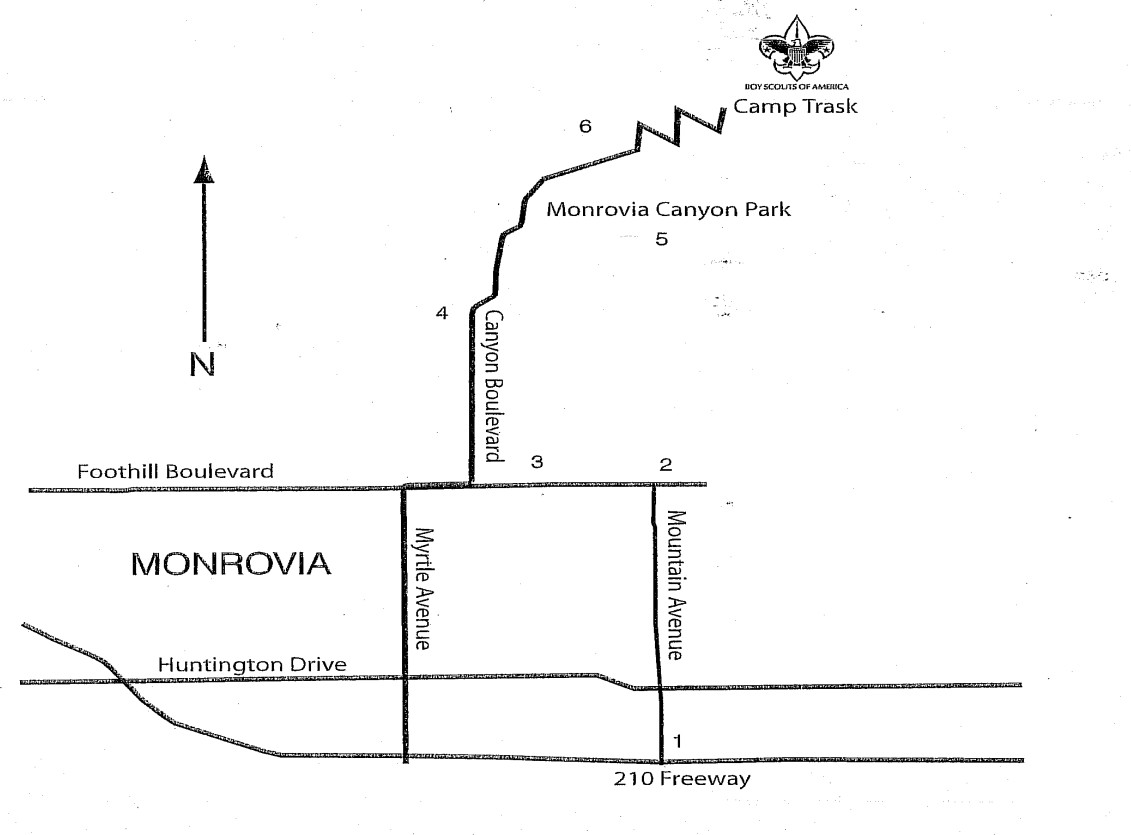 BOY SCOUTS OF AMERICA
Camp Trask
6
Monrovia Canyon Park
5
4
Canyon Boulevard
N
Foothill Boulevard
3
2
MONROVIA
Myrtle Avenue
Mountain Avenue
Huntington Drive
1
210 Freeway